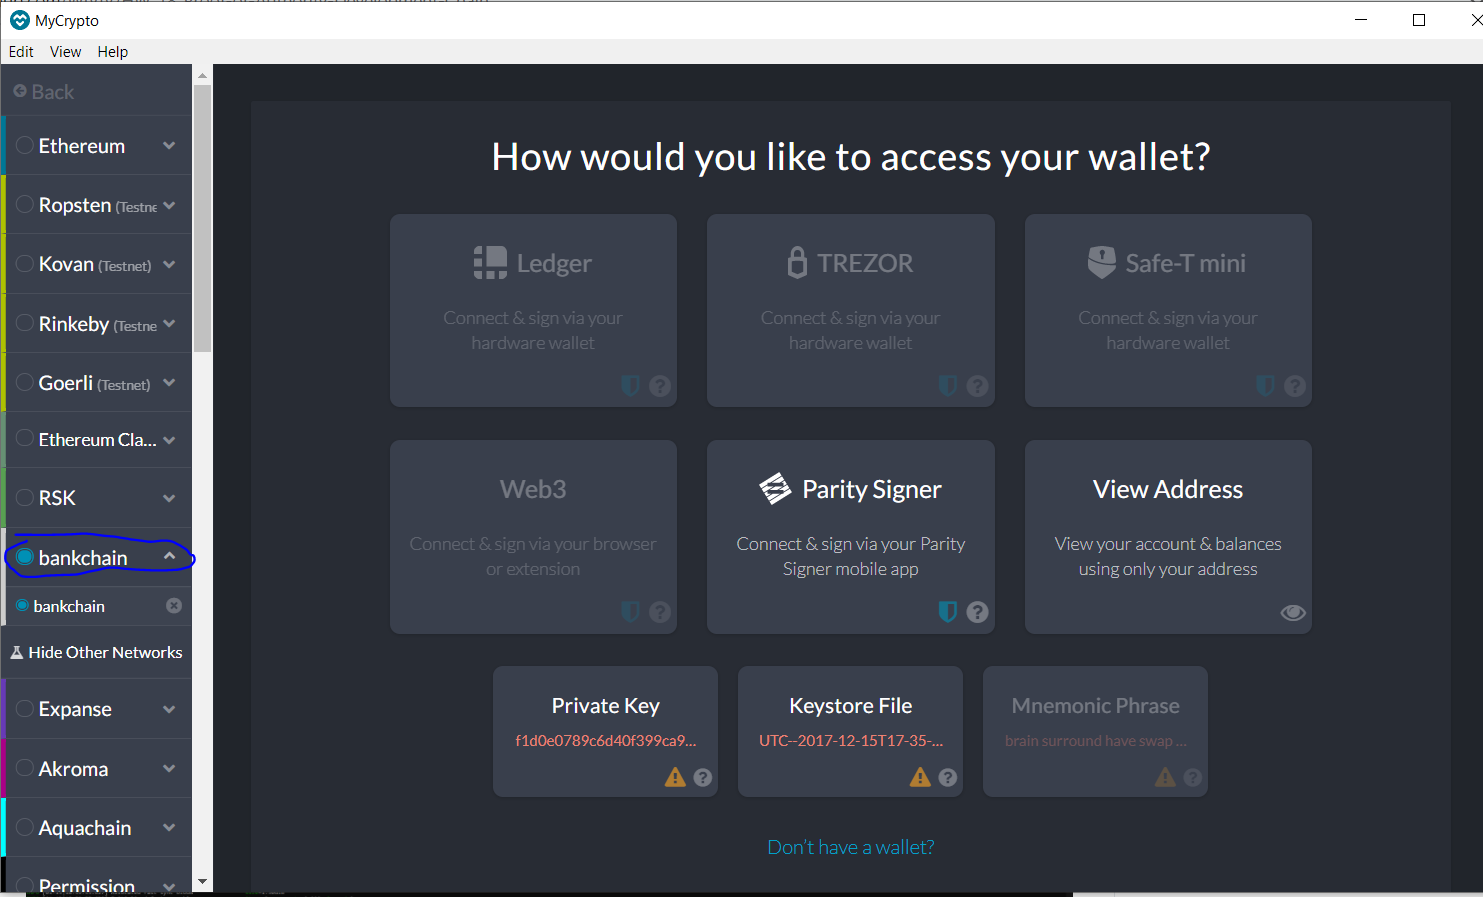 MyCrypto
Edit View Help
Back
Ethereum
Ropsten (Testne
Kovan (Testnet)
Rinkeby (Testne
Goerli (Testnet)
Ethereum Cla...
RSK
bankchain
bankchain
Hide Other Networks
Expanse
Akroma
Aquachain
Permission
How would you like to access your wallet?
Ledger
Connect & sign via your
hardware wallet
TREZOR
Connect & sign via your
hardware wallet
Safe-T mini
Connect & sign via your
hardware wallet
Web3
Connect & sign via your browser
or extension
Parity Signer
Connect & sign via your Parity
Signer mobile app
View Address
View your account & balances
using only your address
Private Key
f1d0e0789c6d40f399ca9...
Keystore File
UTC--2017-12-15T17-35-...
Mnemonic Phrase
brain surround have swap ...
Don't have a wallet?